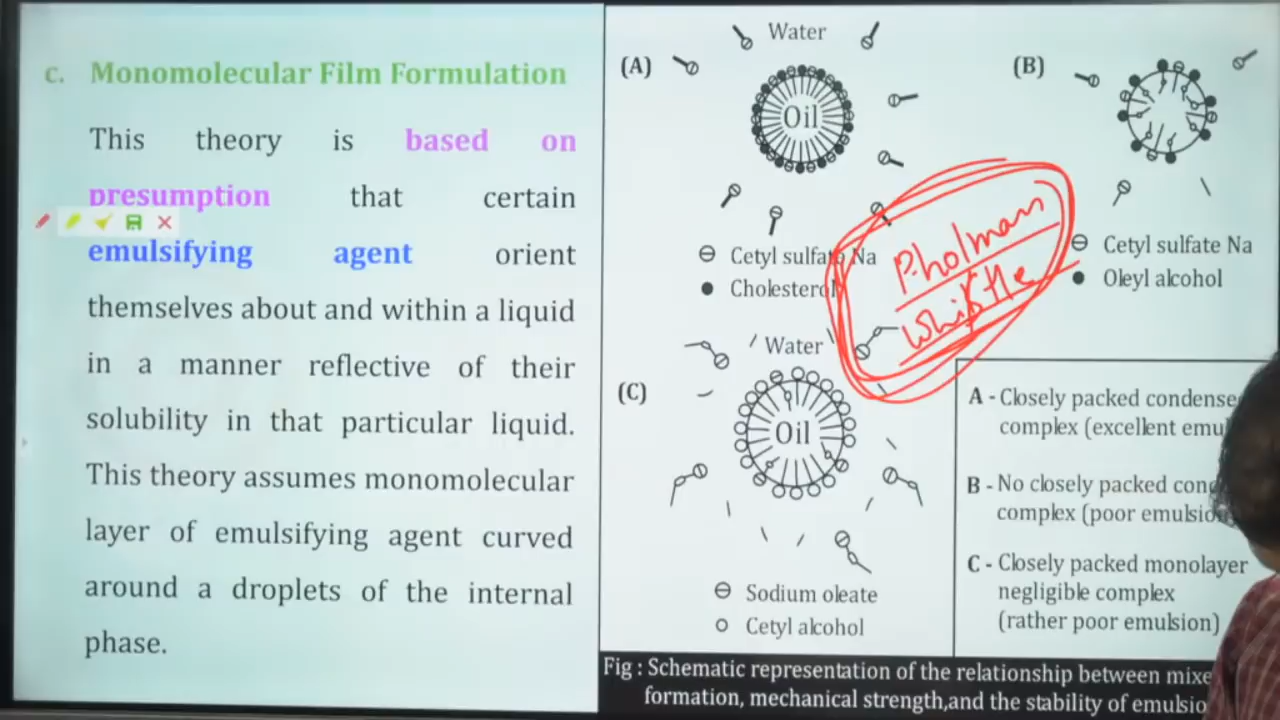 c. Monomolecular Film Formulation
This theory is based on
presumption that certain
emulsifying agent orient
themselves about and within a liquid
in a manner reflective of their
solubility in that particular liquid.
This theory assumes monomolecular
layer of emulsifying agent curved
around a droplets of the internal
phase.
(A)
Water
Oil
⊖ Cetyl sulfate Na
● Cholesterol
(B)
⊖ Cetyl sulfate Na
● Oleyl alcohol
Pholmam
(C)
Water
Oil
⊖ Sodium oleate
○ Cetyl alcohol
A - Closely packed condense
complex (excellent emul
B - No closely packed con
complex (poor emulsio
C - Closely packed monolayer
negligible complex
(rather poor emulsion)
Fig : Schematic representation of the relationship between mixe
formation, mechanical strength,and the stability of emulsio